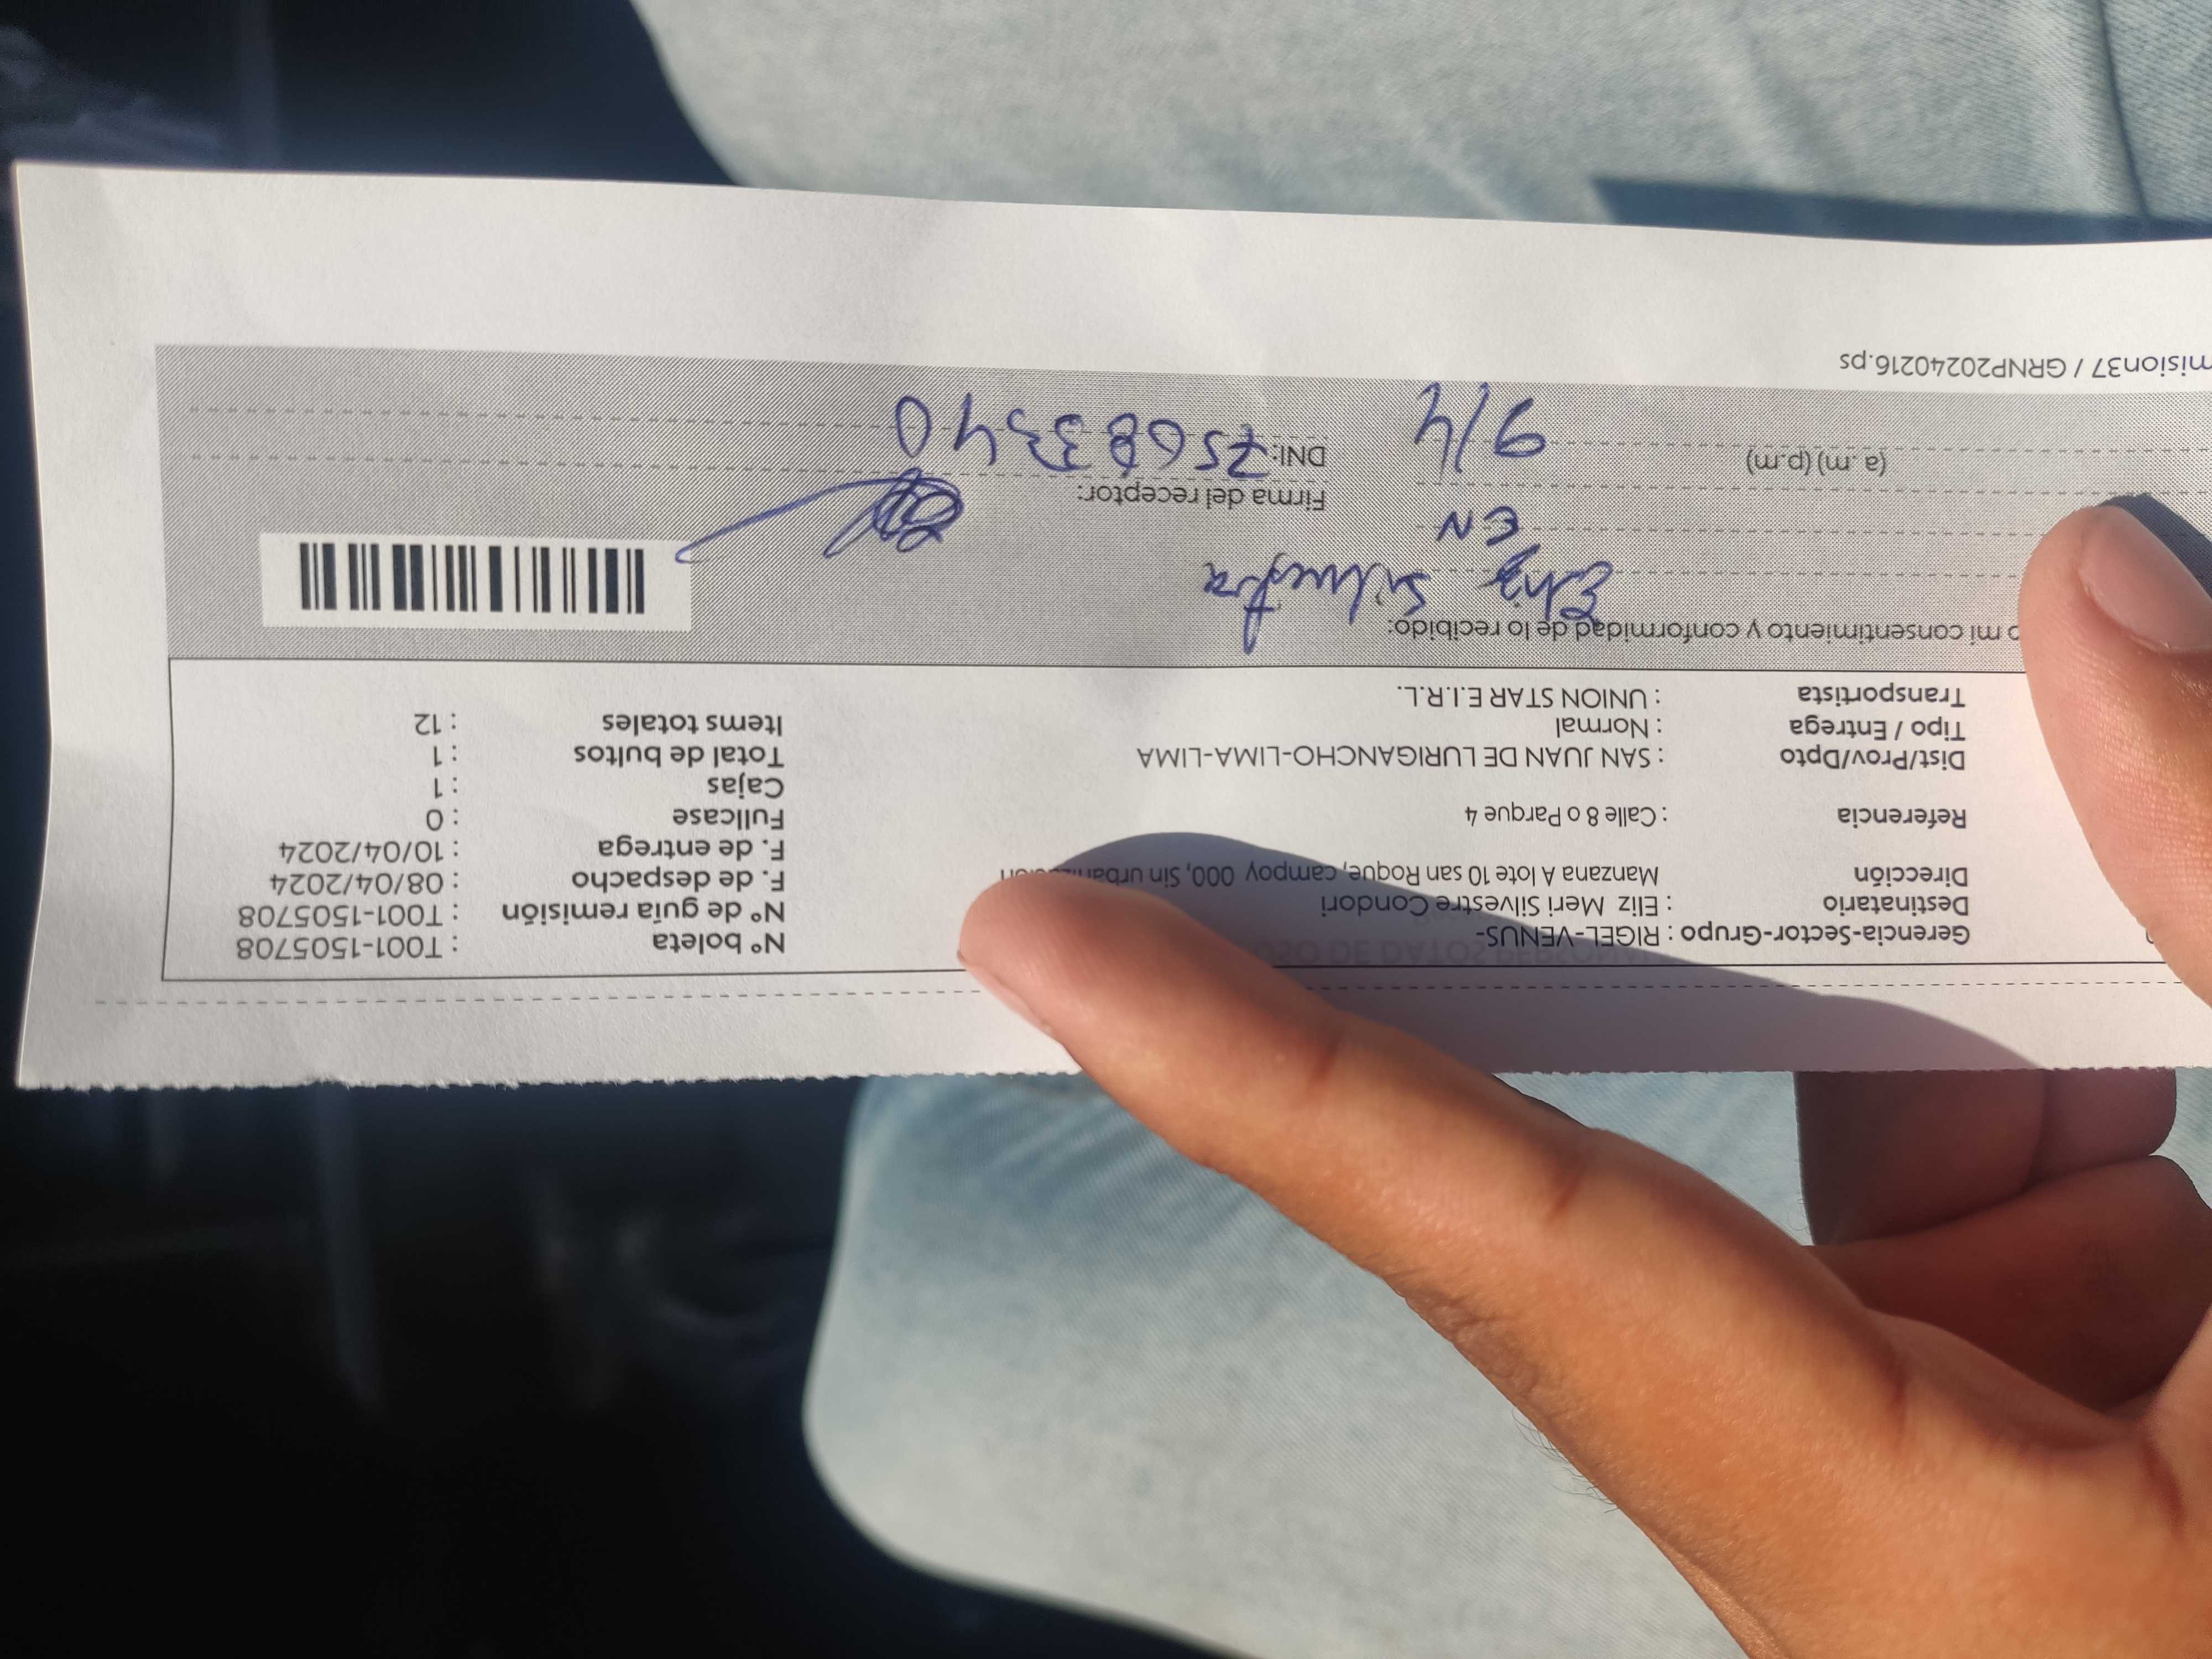 Gerencia-Sector-Grupo : RIGEL-VENUS-
Destinatario : Eliz Meri Silvestre Condori
Dirección Manzana A lote 10 san Roque, campoy 000, Sin
Referencia : Calle 8 o Parque 4
Dist/Prov/Dpto : SAN JUAN DE LURIGANCHO-LIMA-LIMA
Tipo / Entrega : Normal
Transportista : UNION STAR E.I.R.L.
N° boleta : T001-1505708
N° de guía remisión : T001-1505708
F. de despacho : 08/04/2024
F. de entrega : 10/04/2024
Fullcase : 0
Cajas : 1
Total de bultos : 1
Items totales : 12
mi consentimiento y conformidad de lo recibido:
EN
(a .m) (p.m) 9/4
Firma del receptor:
DNI: 75683340
mision37 / GRNP20240216.ps